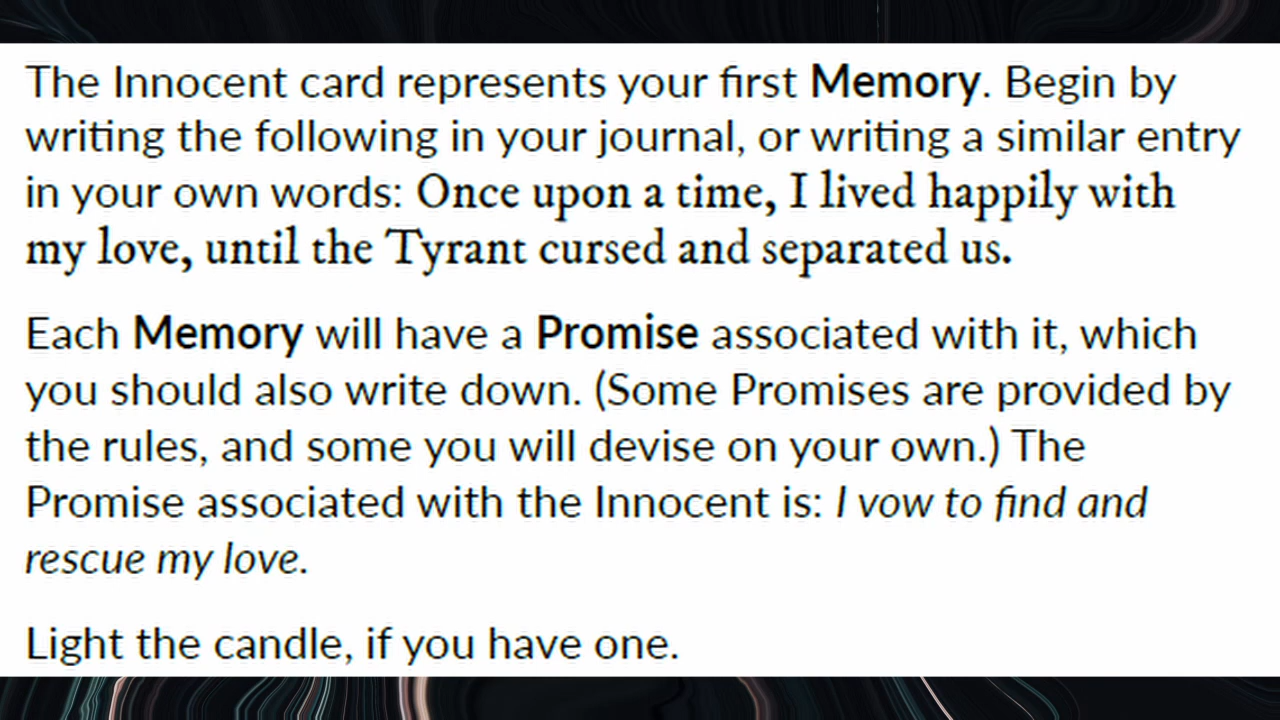 The Innocent card represents your first Memory. Begin by
writing the following in your journal, or writing a similar entry
in your own words: Once upon a time, I lived happily with
my love, until the Tyrant cursed and separated us.
Each Memory will have a Promise associated with it, which
you should also write down. (Some Promises are provided by
the rules, and some you will devise on your own.) The
Promise associated with the Innocent is: I vow to find and
rescue my love.
Light the candle, if you have one.